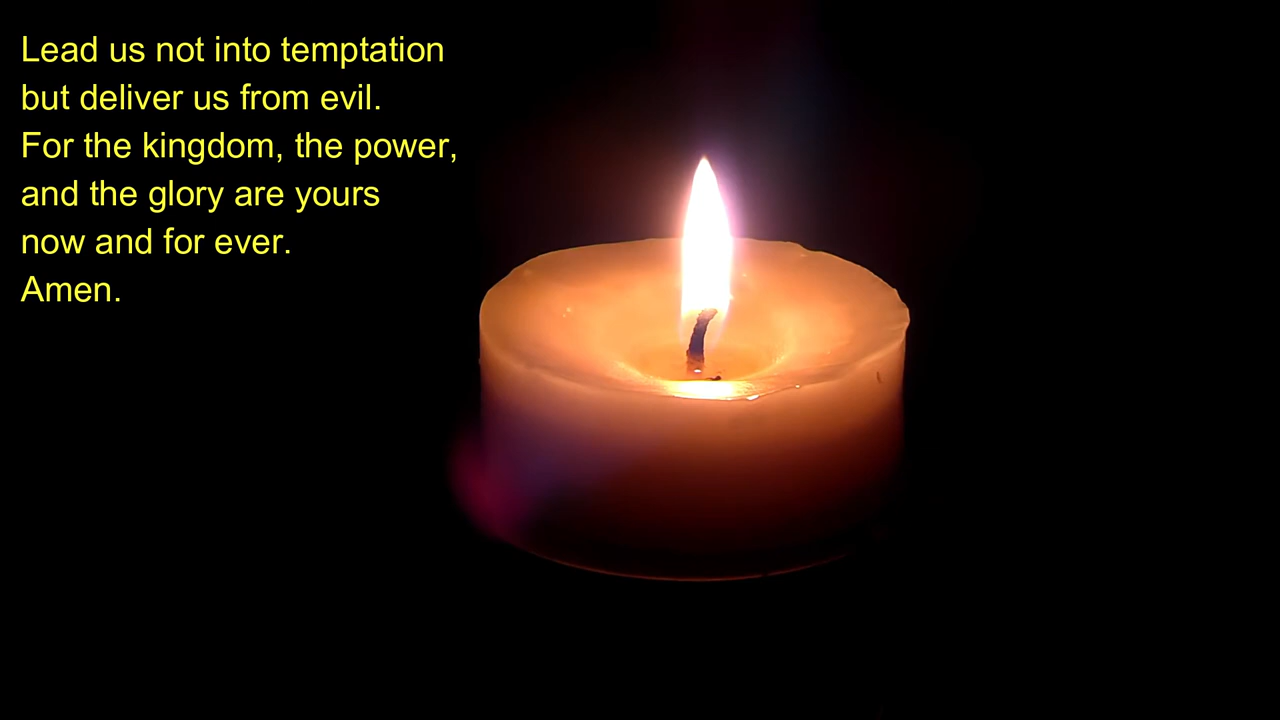 Lead us not into temptation
but deliver us from evil.
For the kingdom, the power,
and the glory are yours
now and for ever.
Amen.